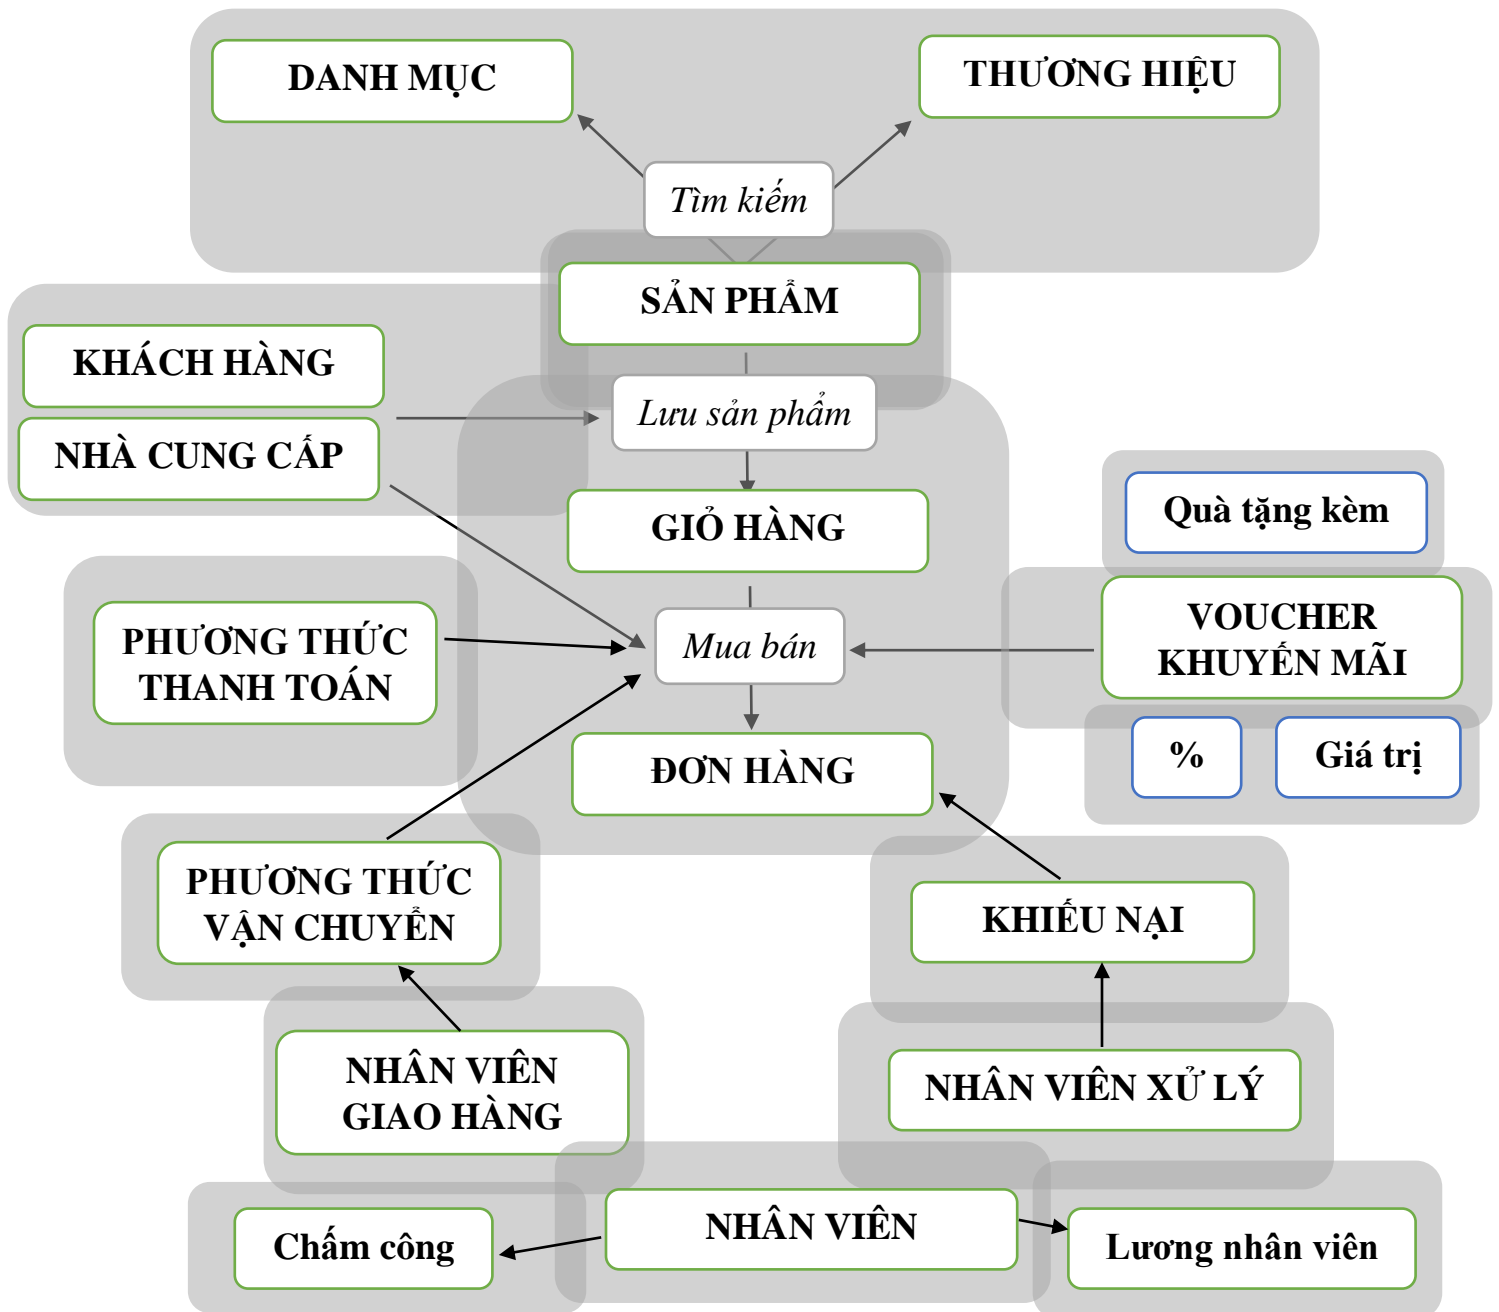 DANH MỤC
THƯƠNG HIỆU
Tìm kiếm
SẢN PHẨM
KHÁCH HÀNG
Lưu sản phẩm
NHÀ CUNG CẤP
GIỎ HÀNG
Quà tặng kèm
PHƯƠNG THỨC
THANH TOÁN
Mua bán
VOUCHER
KHUYẾN MÃI
ĐƠN HÀNG
%
Giá trị
PHƯƠNG THỨC
VẬN CHUYỂN
KHIẾU NẠI
NHÂN VIÊN
GIAO HÀNG
NHÂN VIÊN XỬ LÝ
Chấm công
NHÂN VIÊN
Lương nhân viên